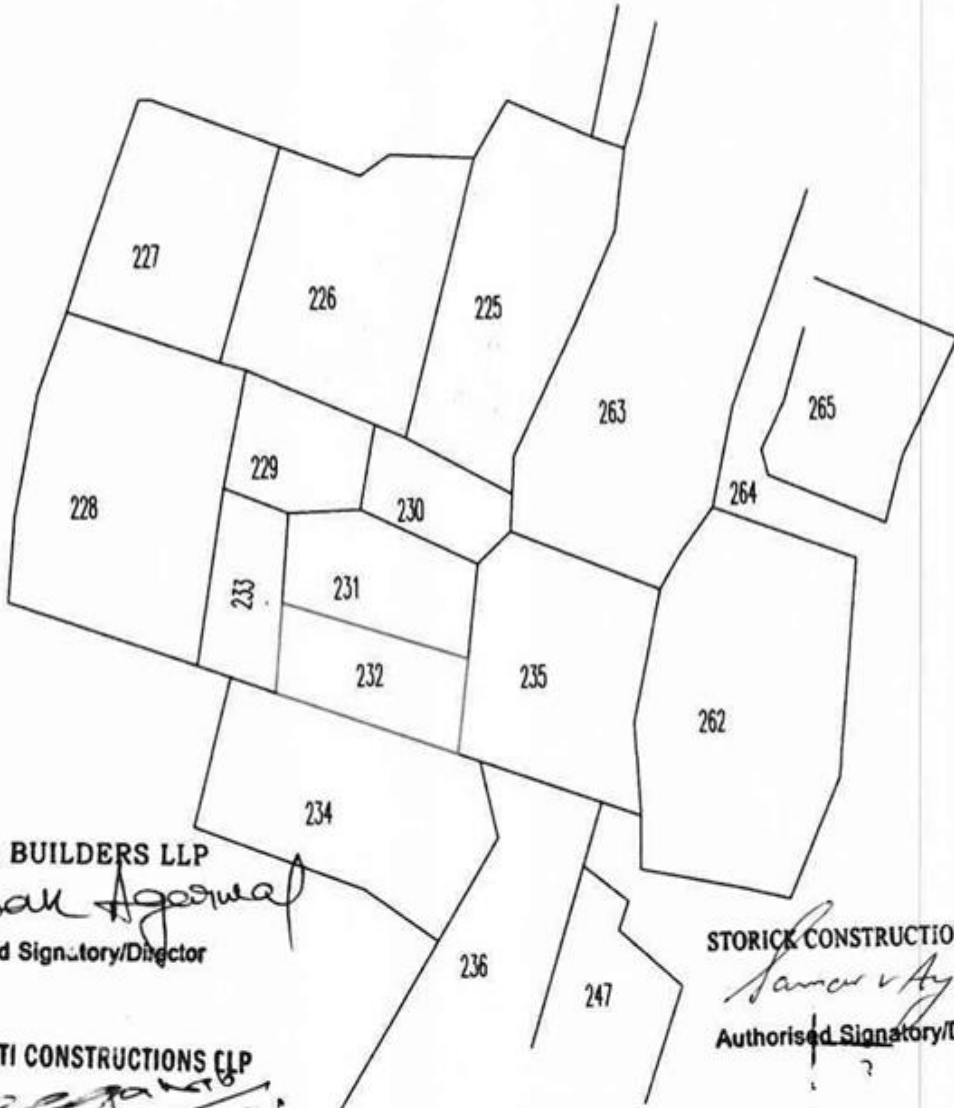 227
226
225
263
265
264
229
230
228
233
231
232
235
262
234
236
247
BUILDERS LLP
Agarwal
Signatory/Director
TI CONSTRUCTIONS LLP
STORICK CONSTRUCTIO
Authorised Signatory/D